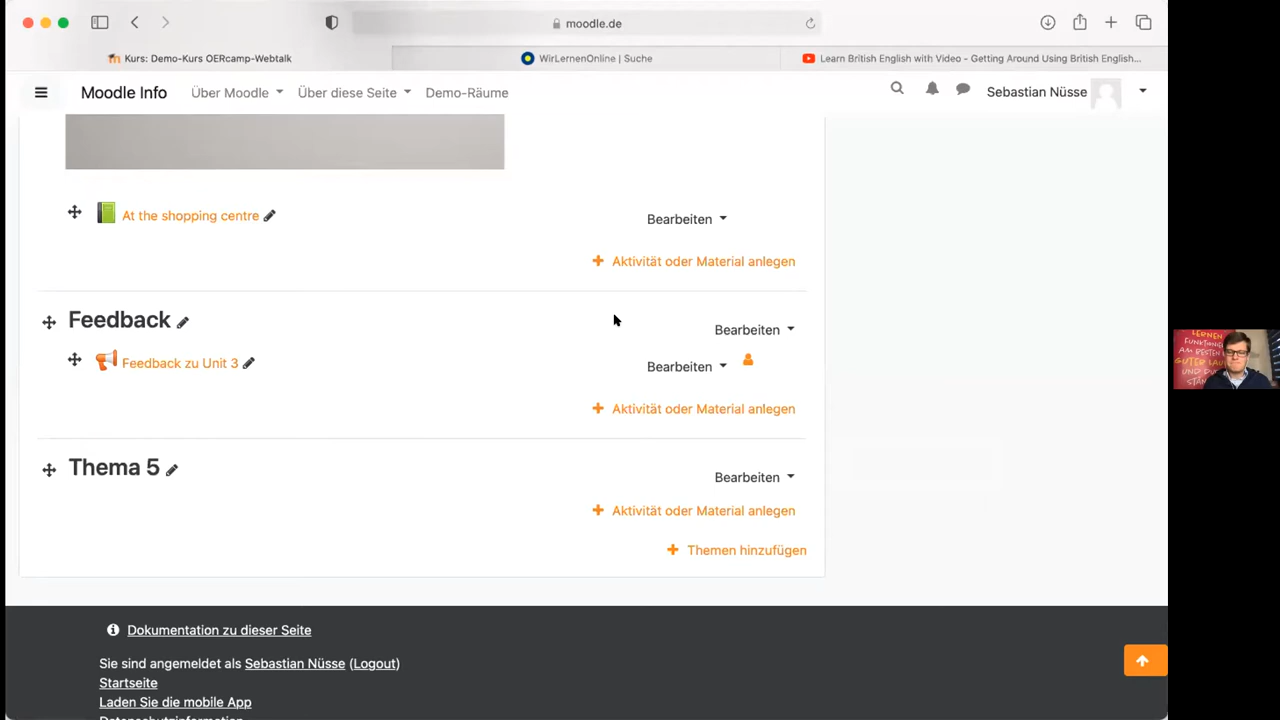 moodle.de
Kurs: Demo-Kurs OERcamp-Webtalk
WirLernenOnline | Suche
Learn British English with Video - Getting Around Using British English...
Moodle Info
Über Moodle
Über diese Seite
Demo-Räume
Sebastian Nüsse
At the shopping centre
Bearbeiten
Aktivität oder Material anlegen
Feedback
Bearbeiten
Feedback zu Unit 3
Bearbeiten
Aktivität oder Material anlegen
Thema 5
Bearbeiten
Aktivität oder Material anlegen
Themen hinzufügen
Dokumentation zu dieser Seite
Sie sind angemeldet als Sebastian Nüsse (Logout)
Startseite
Laden Sie die mobile App
Datenschutzinformation
LERNEN
AM BESTEN